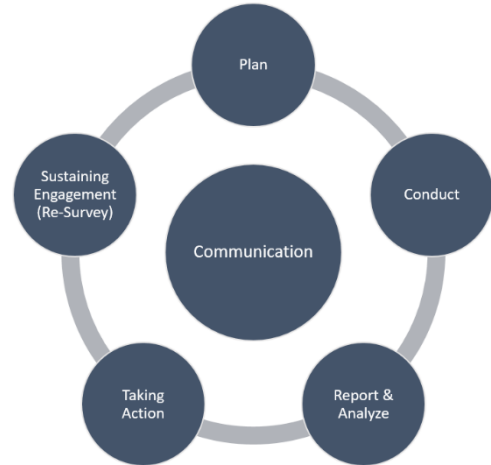 Plan
Sustaining
Engagement
(Re-Survey)
Conduct
Communication
Taking
Action
Report &
Analyze